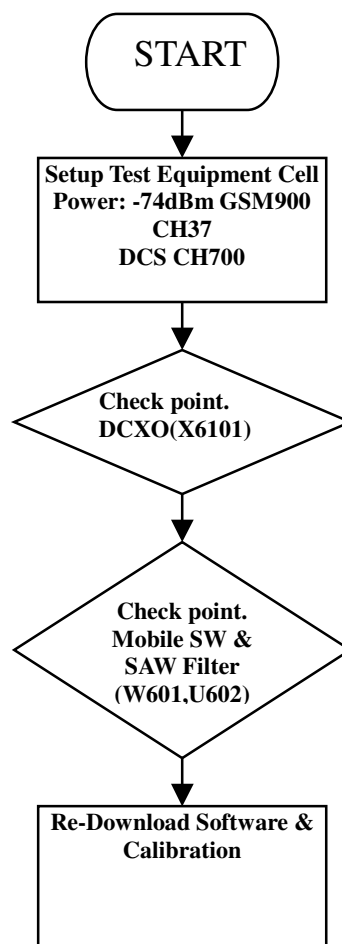 START
Setup Test Equipment Cell
Power: -74dBm GSM900
CH37
DCS CH700
Check point.
DCXO(X6101)
Check point.
Mobile SW &
SAW Filter
(W601,U602)
Re-Download Software &
Calibration